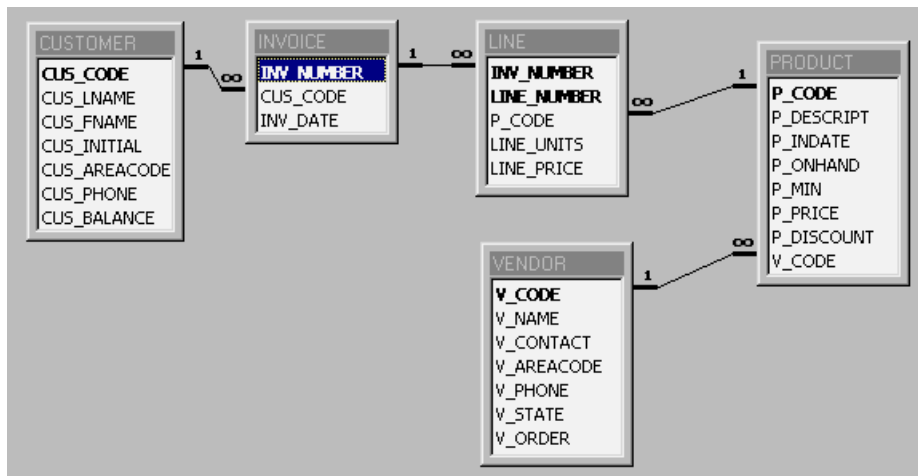 CUSTOMER
CUS_CODE
CUS_LNAME
CUS_FNAME
CUS_INITIAL
CUS_AREACODE
CUS_PHONE
CUS_BALANCE
1
∞
INVOICE
INV_NUMBER
CUS_CODE
INV_DATE
1
∞
LINE
INV_NUMBER
LINE_NUMBER
P_CODE
LINE_UNITS
LINE_PRICE
∞
1
PRODUCT
P_CODE
P_DESCRIPT
P_INDATE
P_ONHAND
P_MIN
P_PRICE
P_DISCOUNT
V_CODE
∞
1
VENDOR
V_CODE
V_NAME
V_CONTACT
V_AREACODE
V_PHONE
V_STATE
V_ORDER